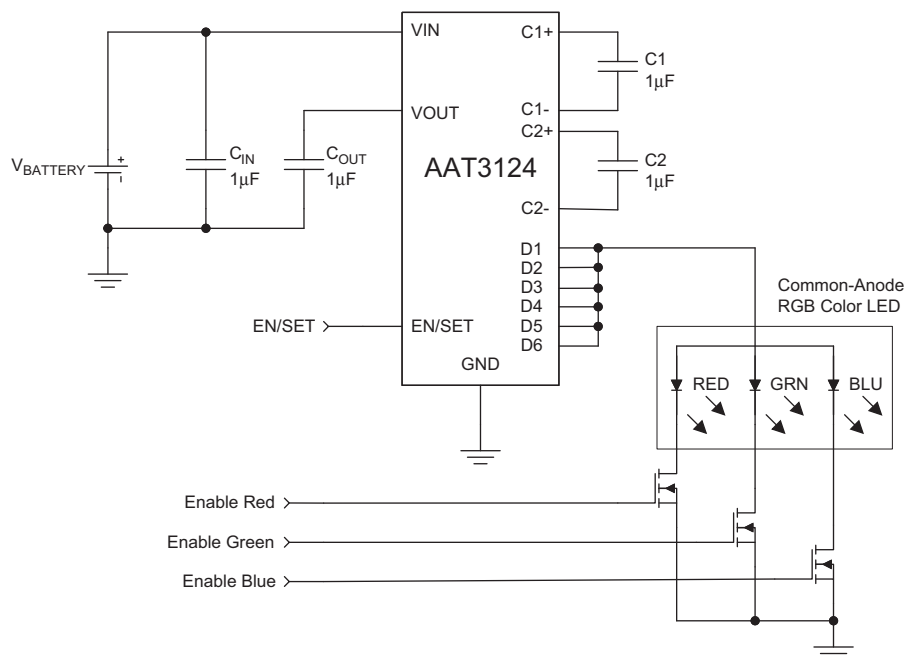 VIN
C1+
C1
1μF
VOUT
C1-
C2+
VBATTERY
+
-
CIN
1μF
COUT
1μF
AAT3124
C2
1μF
C2-
D1
D2
D3
D4
D5
D6
EN/SET
EN/SET
GND
Common-Anode
RGB Color LED
RED
GRN
BLU
Enable Red
Enable Green
Enable Blue